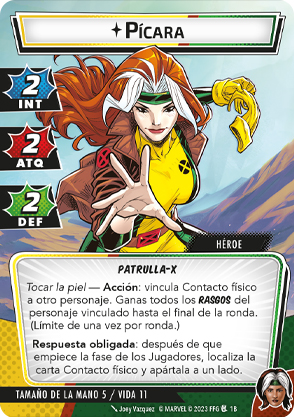 Pícara
2
INT
2
ATQ
2
DEF
HÉROE
PATRULLA-X
Tocar la piel — Acción: vincula Contacto físico
a otro personaje. Ganas todos los RASGOS del
personaje vinculado hasta el final de la ronda.
(Límite de una vez por ronda.)
Respuesta obligada: después de que
empiece la fase de los Jugadores, localiza la
carta Contacto físico y apártala a un lado.
TAMAÑO DE LA MANO 5 / VIDA 11
Joey Vazquez © MARVEL © 2023 FFG 18